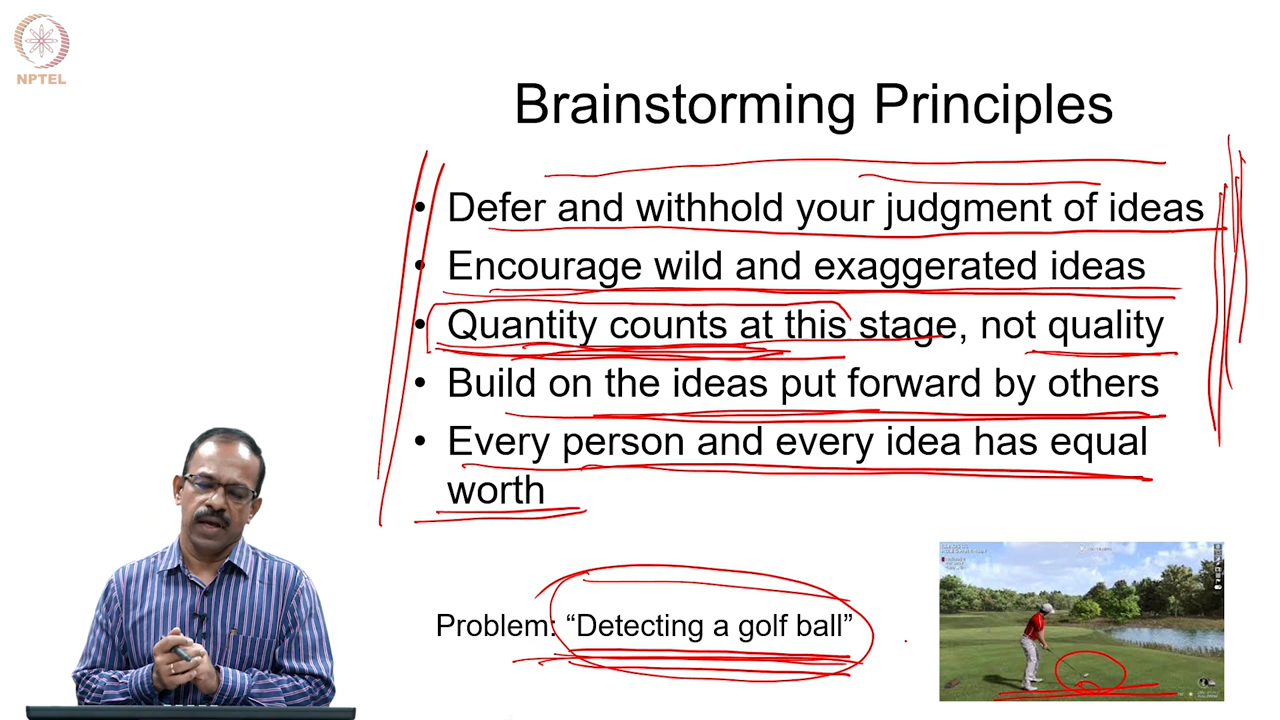 NPTEL
Brainstorming Principles
• Defer and withhold your judgment of ideas
• Encourage wild and exaggerated ideas
• Quantity counts at this stage, not quality
• Build on the ideas put forward by others
• Every person and every idea has equal
worth
Problem: “Detecting a golf ball”